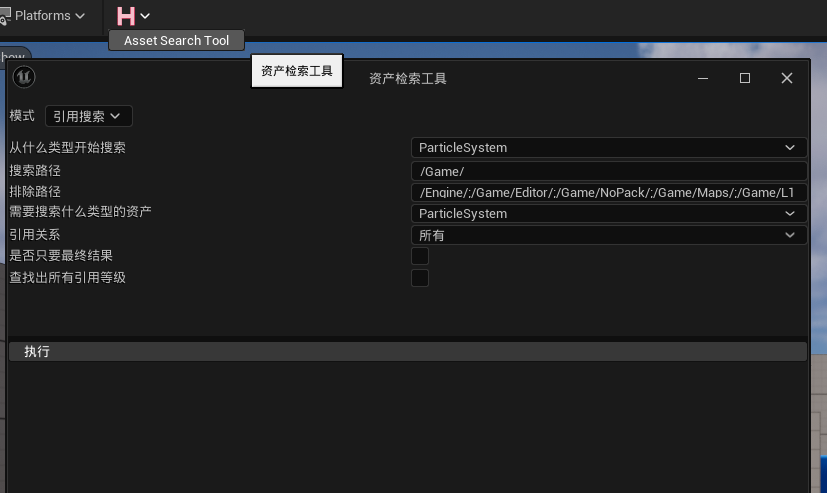 Platforms
H
Asset Search Tool
资产检索工具
资产检索工具
模式 引用搜索
从什么类型开始搜索 ParticleSystem
搜索路径 /Game/
排除路径 /Engine/;/Game/Editor/;/Game/NoPack/;/Game/Maps/;/Game/L1
需要搜索什么类型的资产 ParticleSystem
引用关系 所有
是否只要最终结果
查找出所有引用等级
执行